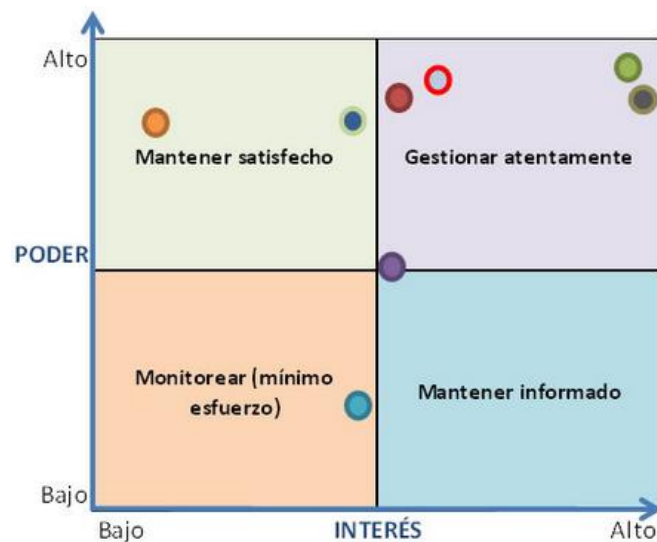 Alto
Mantener satisfecho
Gestionar atentamente
PODER
Monitorear (mínimo
esfuerzo)
Mantener informado
Bajo
Bajo
INTERÉS
Alto